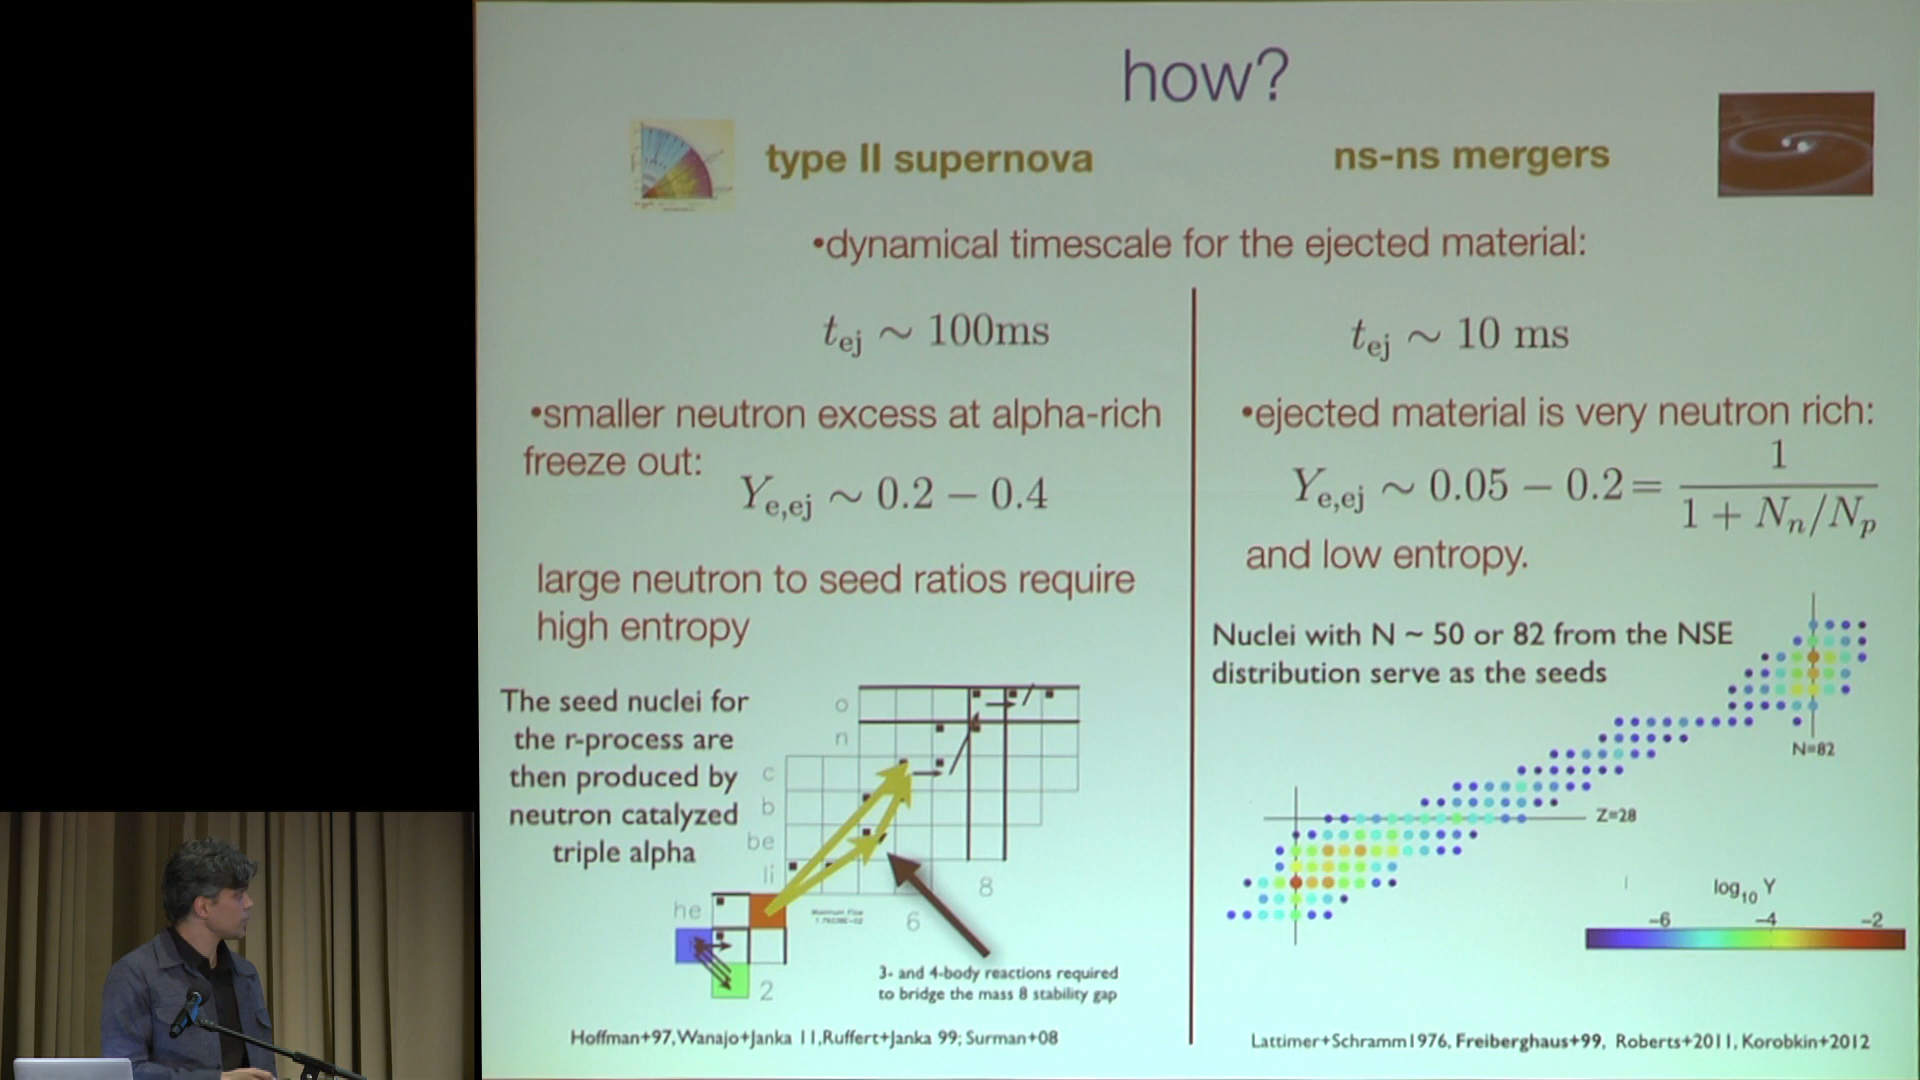 how?
type II supernova
ns-ns mergers
•dynamical timescale for the ejected material:
t_ej ~ 100ms
t_ej ~ 10 ms
•smaller neutron excess at alpha-rich
freeze out:
Y_e,ej ~ 0.2 − 0.4
large neutron to seed ratios require
high entropy
The seed nuclei for
the r-process are
then produced by
neutron catalyzed
triple alpha
o
n
c
b
be
li
he
2
6
8
3- and 4-body reactions required
to bridge the mass 8 stability gap
Hoffman+97,Wanajo+Janka 11,Ruffert+Janka 99; Surman+08
•ejected material is very neutron rich:
Y_e,ej ~ 0.05 − 0.2 = 1 / (1 + N_n/N_p)
and low entropy.
Nuclei with N ~ 50 or 82 from the NSE
distribution serve as the seeds
N=82
Z=28
log10 Y
−6 −4 −2
Lattimer+Schramm1976, Freiberghaus+99, Roberts+2011, Korobkin+2012